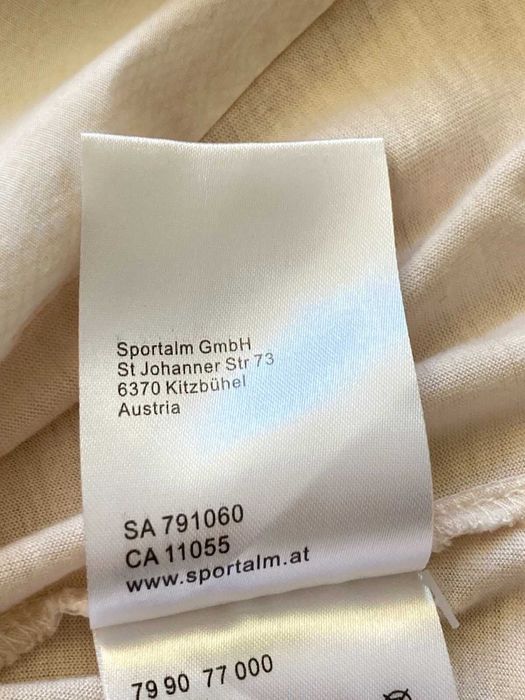 Sportalm GmbH
St Johanner Str 73
6370 Kitzbühel
Austria
SA 791060
CA 11055
www.sportalm.at
79 90 77 000